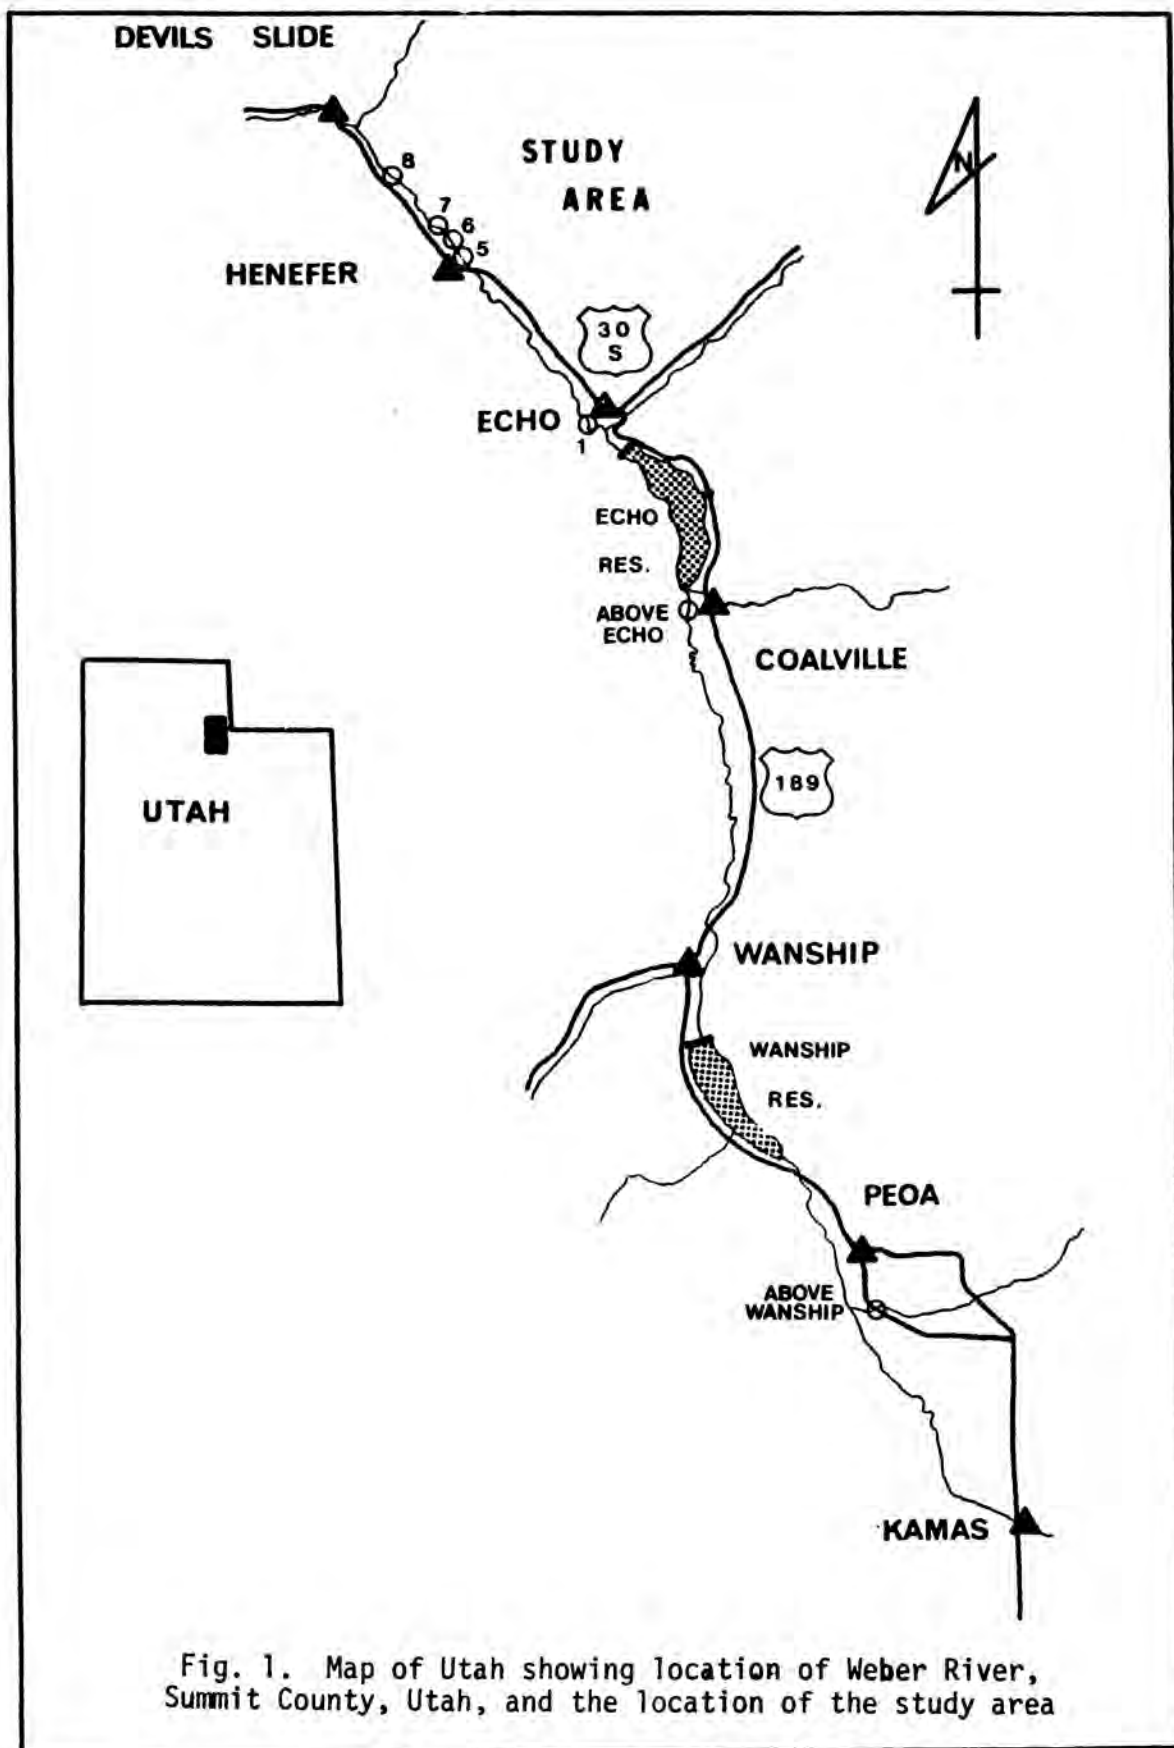 DEVILS SLIDE
STUDY
AREA
N
8
7
6
5
HENEFER
30
S
ECHO
1
ECHO
RES.
ABOVE
ECHO
COALVILLE
189
UTAH
WANSHIP
WANSHIP
RES.
PEOA
ABOVE
WANSHIP
KAMAS
Fig. 1. Map of Utah showing location of Weber River,
Summit County, Utah, and the location of the study area